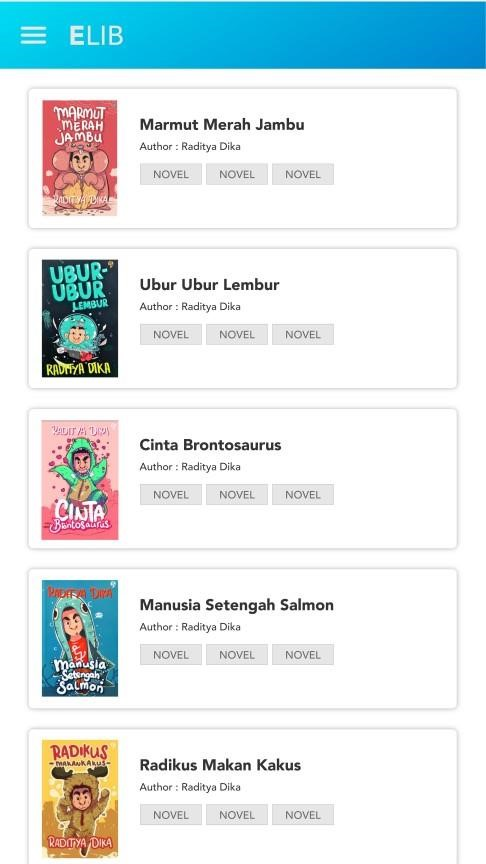 ELIB
MARMUT
MERAH
JAMBU
RADITYA DIKA
Marmut Merah Jambu
Author : Raditya Dika
NOVEL NOVEL NOVEL
UBUR-
UBUR
LEMBUR
RADITYA DIKA
Ubur Ubur Lembur
Author : Raditya Dika
NOVEL NOVEL NOVEL
RADITYA DIKA
CINTA
Brontosaurus
Cinta Brontosaurus
Author : Raditya Dika
NOVEL NOVEL NOVEL
RADITYA DIKA
Manusia
Setengah
Salmon
Manusia Setengah Salmon
Author : Raditya Dika
NOVEL NOVEL NOVEL
RADIKUS
-MAKANKAKUS-
RADITYA DIKA
Radikus Makan Kakus
Author : Raditya Dika
NOVEL NOVEL NOVEL